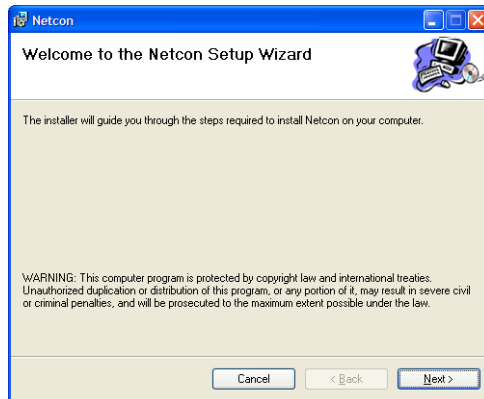 Netcon
Welcome to the Netcon Setup Wizard
The installer will guide you through the steps required to install Netcon on your computer.
WARNING: This computer program is protected by copyright law and international treaties.
Unauthorized duplication or distribution of this program, or any portion of it, may result in severe civil
or criminal penalties, and will be prosecuted to the maximum extent possible under the law.
Cancel < Back Next >